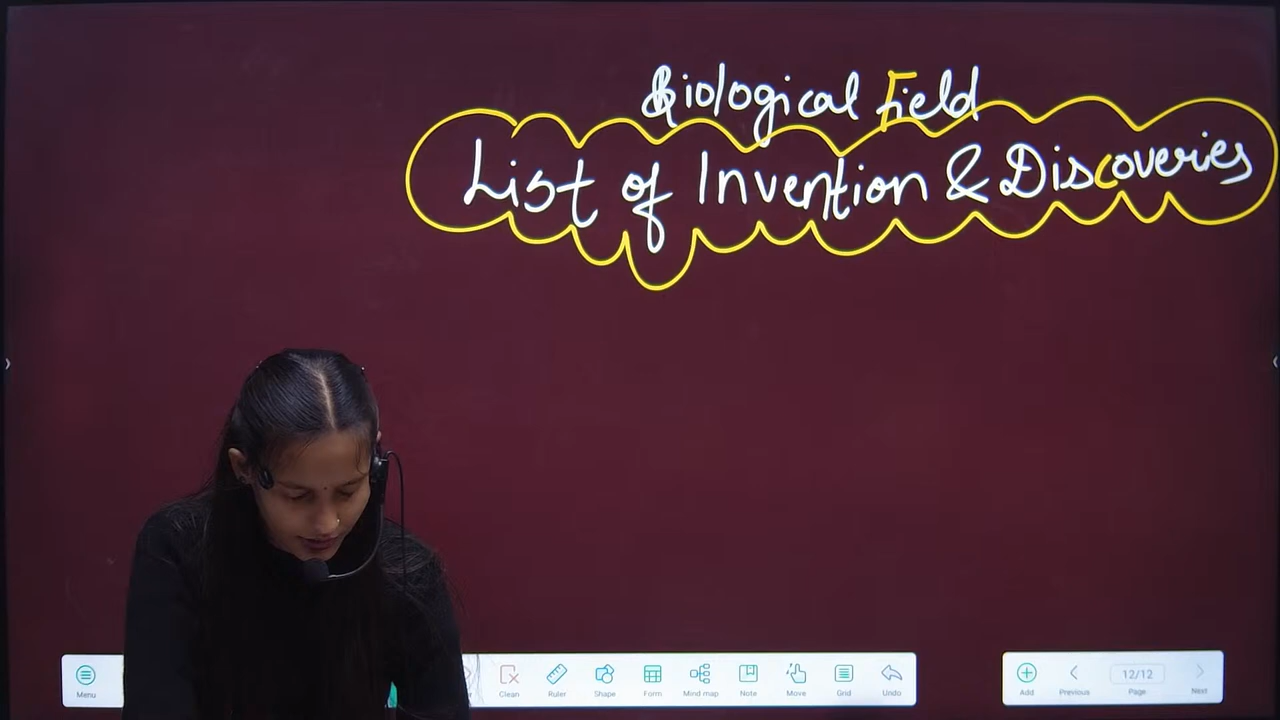 Biological Field
List of Invention & Discoveries
Menu
Clean
Ruler
Shape
Form
Mind map
Note
Move
Grid
Undo
Add
Previous
12/12
Page
Next